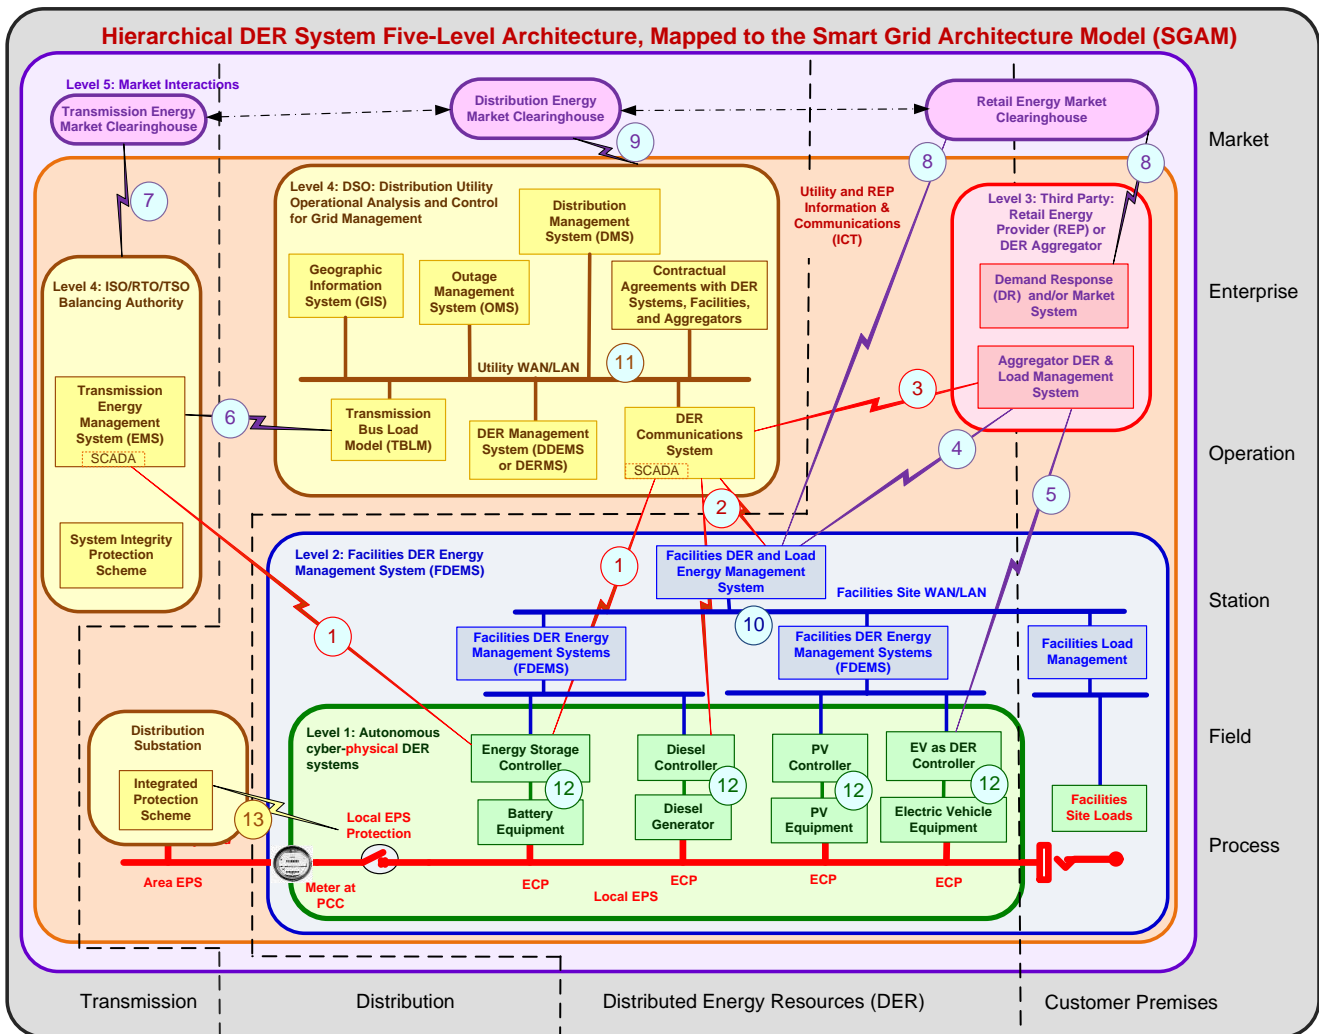 Hierarchical DER System Five-Level Architecture, Mapped to the Smart Grid Architecture Model (SGAM)
Level 5: Market Interactions
Transmission Energy
Market Clearinghouse
Distribution Energy
Market Clearinghouse
Retail Energy Market
Clearinghouse
Market
9
8
8
7
Level 4: DSO: Distribution Utility
Operational Analysis and Control
for Grid Management
Distribution
Management
System (DMS)
Utility and REP
Information &
Communications
(ICT)
Level 3: Third Party:
Retail Energy
Provider (REP) or
DER Aggregator
Level 4: ISO/RTO/TSO
Balancing Authority
Geographic
Information
System (GIS)
Outage
Management
System (OMS)
Contractual
Agreements with DER
Systems, Facilities,
and Aggregators
Demand Response
(DR) and/or Market
System
Enterprise
Utility WAN/LAN
11
Aggregator DER &
Load Management
System
3
Transmission
Energy
Management
System (EMS)
SCADA
6
Transmission
Bus Load
Model (TBLM)
DER Management
System (DDEMS
or DERMS)
DER
Communications
System
SCADA
4
Operation
5
2
System Integrity
Protection
Scheme
Level 2: Facilities DER Energy
Management System (FDEMS)
1
Facilities DER and Load
Energy Management
System
Facilities Site WAN/LAN
Station
10
1
Facilities DER Energy
Management Systems
(FDEMS)
Facilities DER Energy
Management Systems
(FDEMS)
Facilities Load
Management
Distribution
Substation
Level 1: Autonomous
cyber-physical DER
systems
Energy Storage
Controller
Diesel
Controller
PV
Controller
EV as DER
Controller
Field
12
12
12
12
Integrated
Protection
Scheme
13
Local EPS
Protection
Battery
Equipment
Diesel
Generator
PV
Equipment
Electric Vehicle
Equipment
Facilities
Site Loads
Process
Area EPS
Meter at
PCC
ECP
Local EPS
ECP
ECP
ECP
Transmission
Distribution
Distributed Energy Resources (DER)
Customer Premises